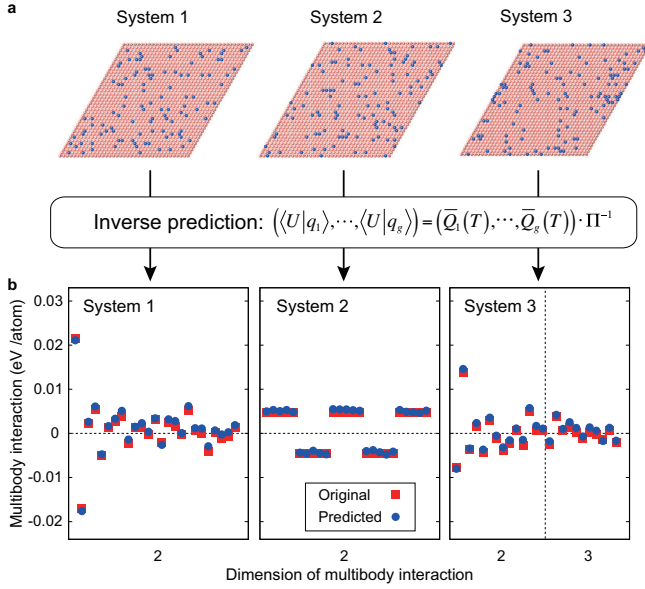 a
System 1 System 2 System 3
Inverse prediction: (⟨U|q₁⟩,⋯,⟨U|q_g⟩) = (Q̅₁(T),⋯,Q̅_g(T))·Π⁻¹
b
System 1 System 2 System 3
Multibody interaction (eV /atom)
0.03
0.02
0.01
0
-0.01
-0.02
Original
Predicted
2 2 2 3
Dimension of multibody interaction